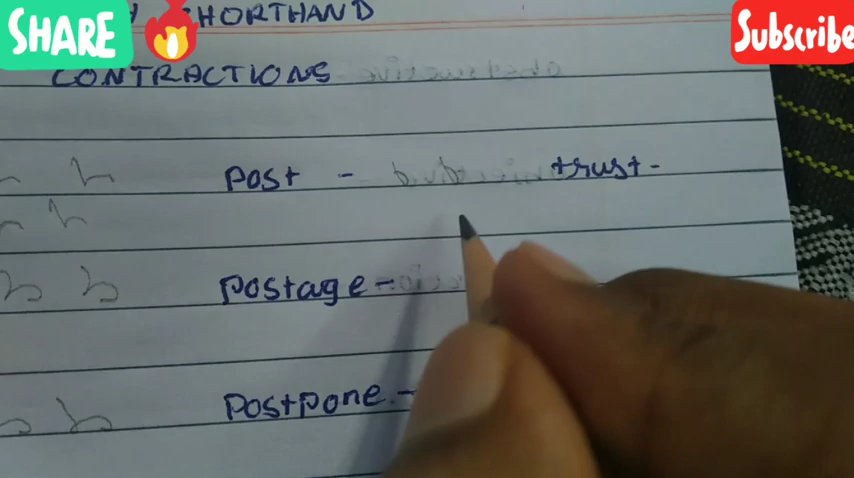 SHARE SHORTHAND Subscribe
CONTRACTIONS
Post - trust -
Postage -
Postpone. -